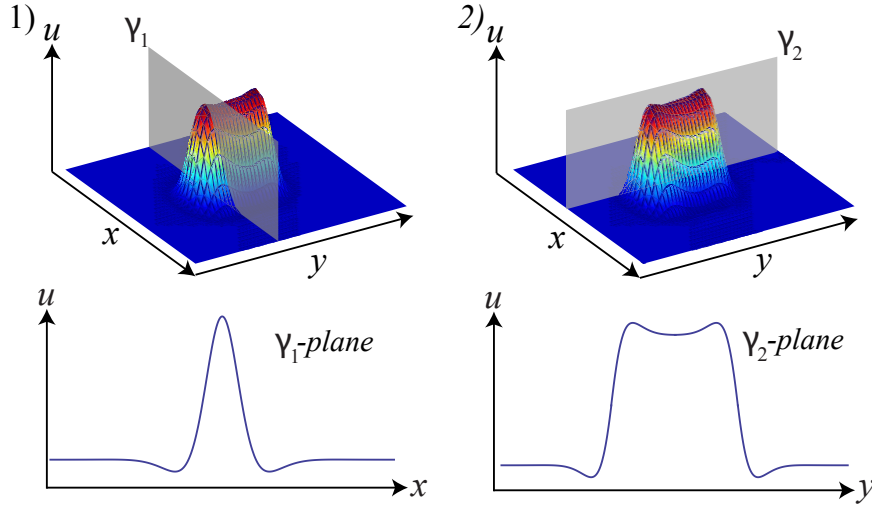 1)
u
γ1
x
y
2)
u
γ2
x
y
u
γ1-plane
x
u
γ2-plane
y